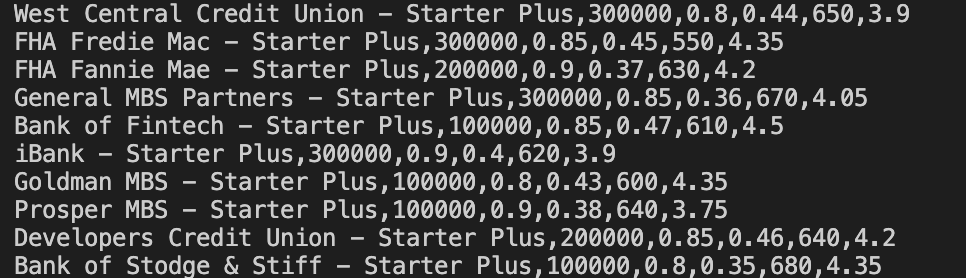 West Central Credit Union – Starter Plus,300000,0.8,0.44,650,3.9
FHA Fredie Mac – Starter Plus,300000,0.85,0.45,550,4.35
FHA Fannie Mae – Starter Plus,200000,0.9,0.37,630,4.2
General MBS Partners – Starter Plus,300000,0.85,0.36,670,4.05
Bank of Fintech – Starter Plus,100000,0.85,0.47,610,4.5
iBank – Starter Plus,300000,0.9,0.4,620,3.9
Goldman MBS – Starter Plus,100000,0.8,0.43,600,4.35
Prosper MBS – Starter Plus,100000,0.9,0.38,640,3.75
Developers Credit Union – Starter Plus,200000,0.85,0.46,640,4.2
Bank of Stodge & Stiff – Starter Plus,100000,0.8,0.35,680,4.35